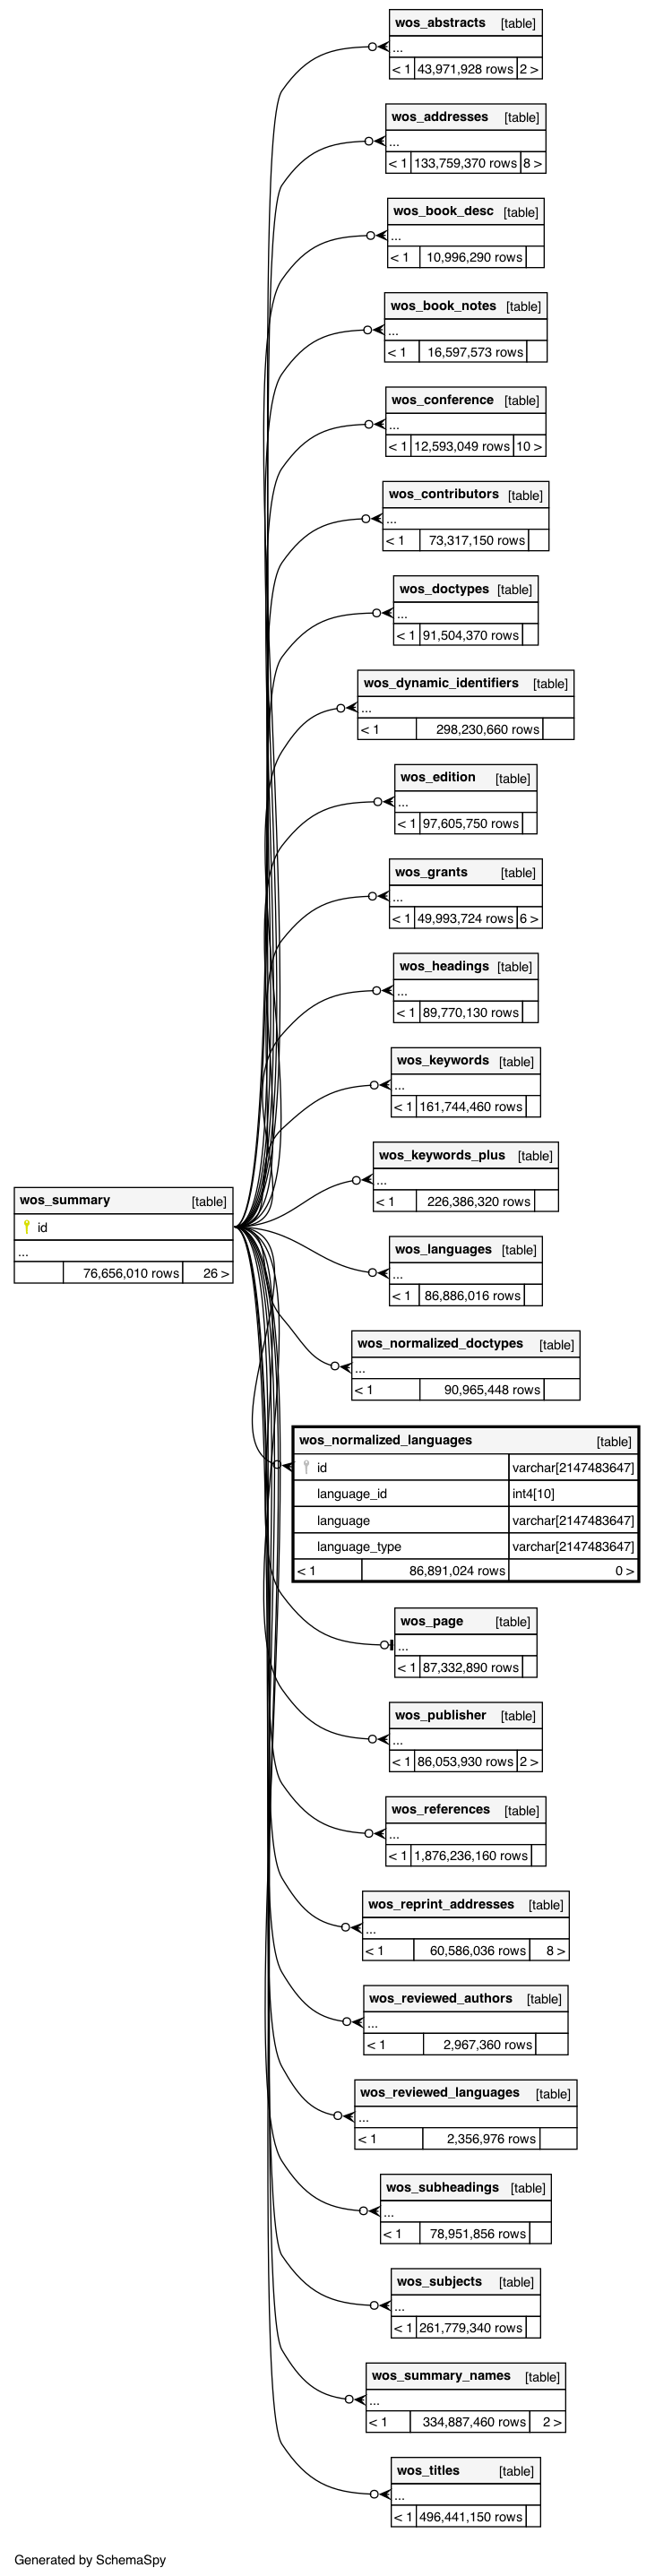 wos_abstracts [table]
...
< 1 43,971,928 rows 2 >
wos_addresses [table]
...
< 1 133,759,370 rows 8 >
wos_book_desc [table]
...
< 1 10,996,290 rows
wos_book_notes [table]
...
< 1 16,597,573 rows
wos_conference [table]
...
< 1 12,593,049 rows 10 >
wos_contributors [table]
...
< 1 73,317,150 rows
wos_doctypes [table]
...
< 1 91,504,370 rows
wos_dynamic_identifiers [table]
...
< 1 298,230,660 rows
wos_edition [table]
...
< 1 97,605,750 rows
wos_grants [table]
...
< 1 49,993,724 rows 6 >
wos_headings [table]
...
< 1 89,770,130 rows
wos_keywords [table]
...
< 1 161,744,460 rows
wos_keywords_plus [table]
...
< 1 226,386,320 rows
wos_summary [table]
id
...
76,656,010 rows 26 >
wos_languages [table]
...
< 1 86,886,016 rows
wos_normalized_doctypes [table]
...
< 1 90,965,448 rows
wos_normalized_languages [table]
id varchar[2147483647]
language_id int4[10]
language varchar[2147483647]
language_type varchar[2147483647]
< 1 86,891,024 rows 0 >
wos_page [table]
...
< 1 87,332,890 rows
wos_publisher [table]
...
< 1 86,053,930 rows 2 >
wos_references [table]
...
< 1 1,876,236,160 rows
wos_reprint_addresses [table]
...
< 1 60,586,036 rows 8 >
wos_reviewed_authors [table]
...
< 1 2,967,360 rows
wos_reviewed_languages [table]
...
< 1 2,356,976 rows
wos_subheadings [table]
...
< 1 78,951,856 rows
wos_subjects [table]
...
< 1 261,779,340 rows
wos_summary_names [table]
...
< 1 334,887,460 rows 2 >
wos_titles [table]
...
< 1 496,441,150 rows
Generated by SchemaSpy